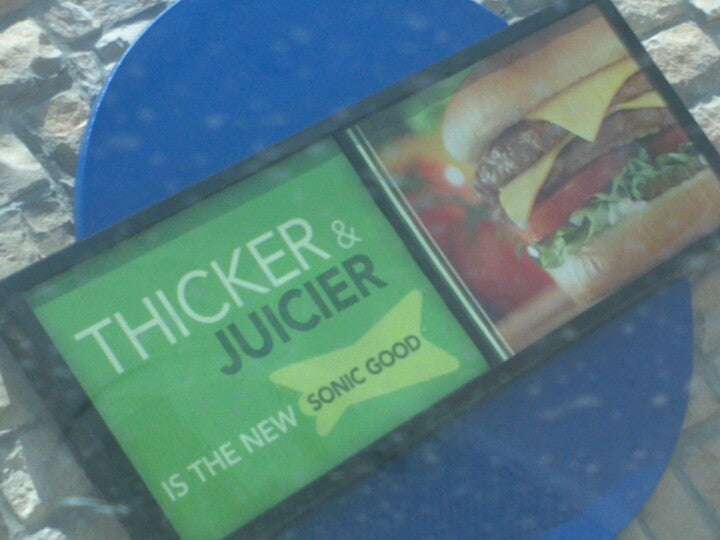 THICKER &
JUICIER
IS THE NEW SONIC GOOD